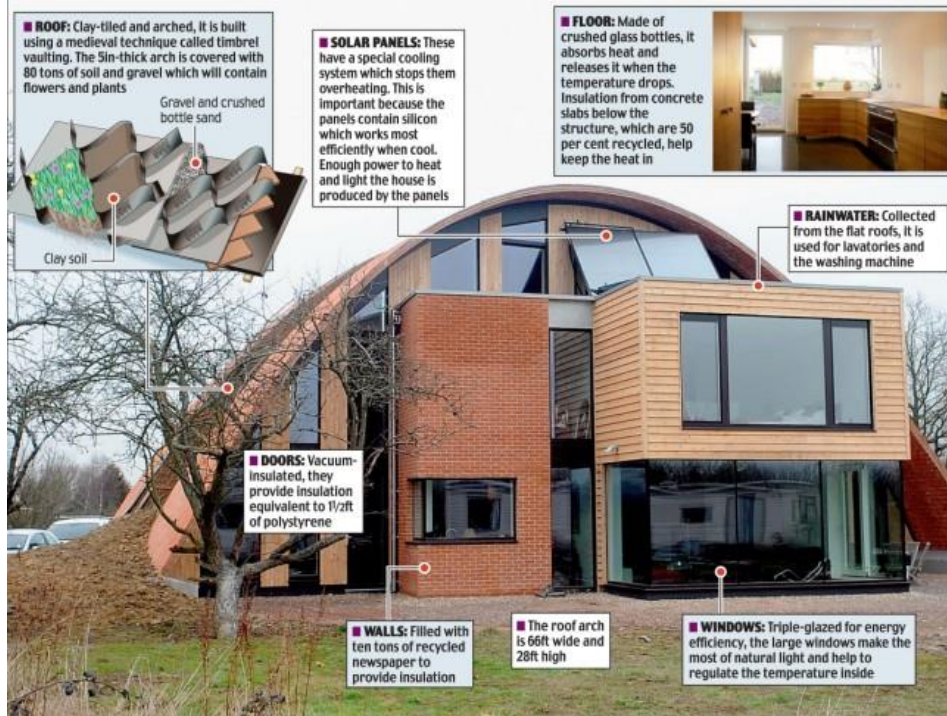 ■ ROOF: Clay-tiled and arched, it is built
using a medieval technique called timbrel
vaulting. The 5in-thick arch is covered with
80 tons of soil and gravel which will contain
flowers and plants
Gravel and crushed
bottle sand
Clay soil
■ SOLAR PANELS: These
have a special cooling
system which stops them
overheating. This is
important because the
panels contain silicon
which works most
efficiently when cool.
Enough power to heat
and light the house is
produced by the panels
■ FLOOR: Made of
crushed glass bottles, it
absorbs heat and
releases it when the
temperature drops.
Insulation from concrete
slabs below the
structure, which are 50
per cent recycled, help
keep the heat in
■ RAINWATER: Collected
from the flat roofs, it is
used for lavatories and
the washing machine
■ DOORS: Vacuum-
insulated, they
provide insulation
equivalent to 1½ft
of polystyrene
■ WALLS: Filled with
ten tons of recycled
newspaper to
provide insulation
■ The roof arch
is 66ft wide and
28ft high
■ WINDOWS: Triple-glazed for energy
efficiency, the large windows make the
most of natural light and help to
regulate the temperature inside